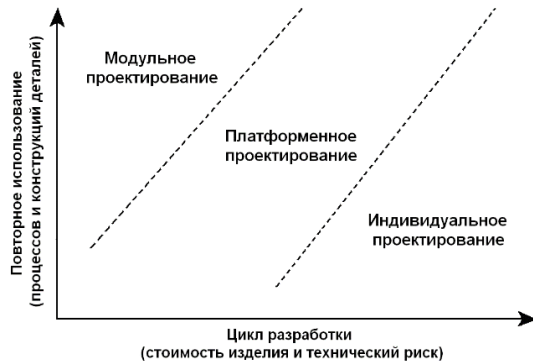 Модульное
проектирование
Платформенное
проектирование
Индивидуальное
проектирование
Повторное использование
(процессов и конструкций деталей)
Цикл разработки
(стоимость изделия и технический риск)